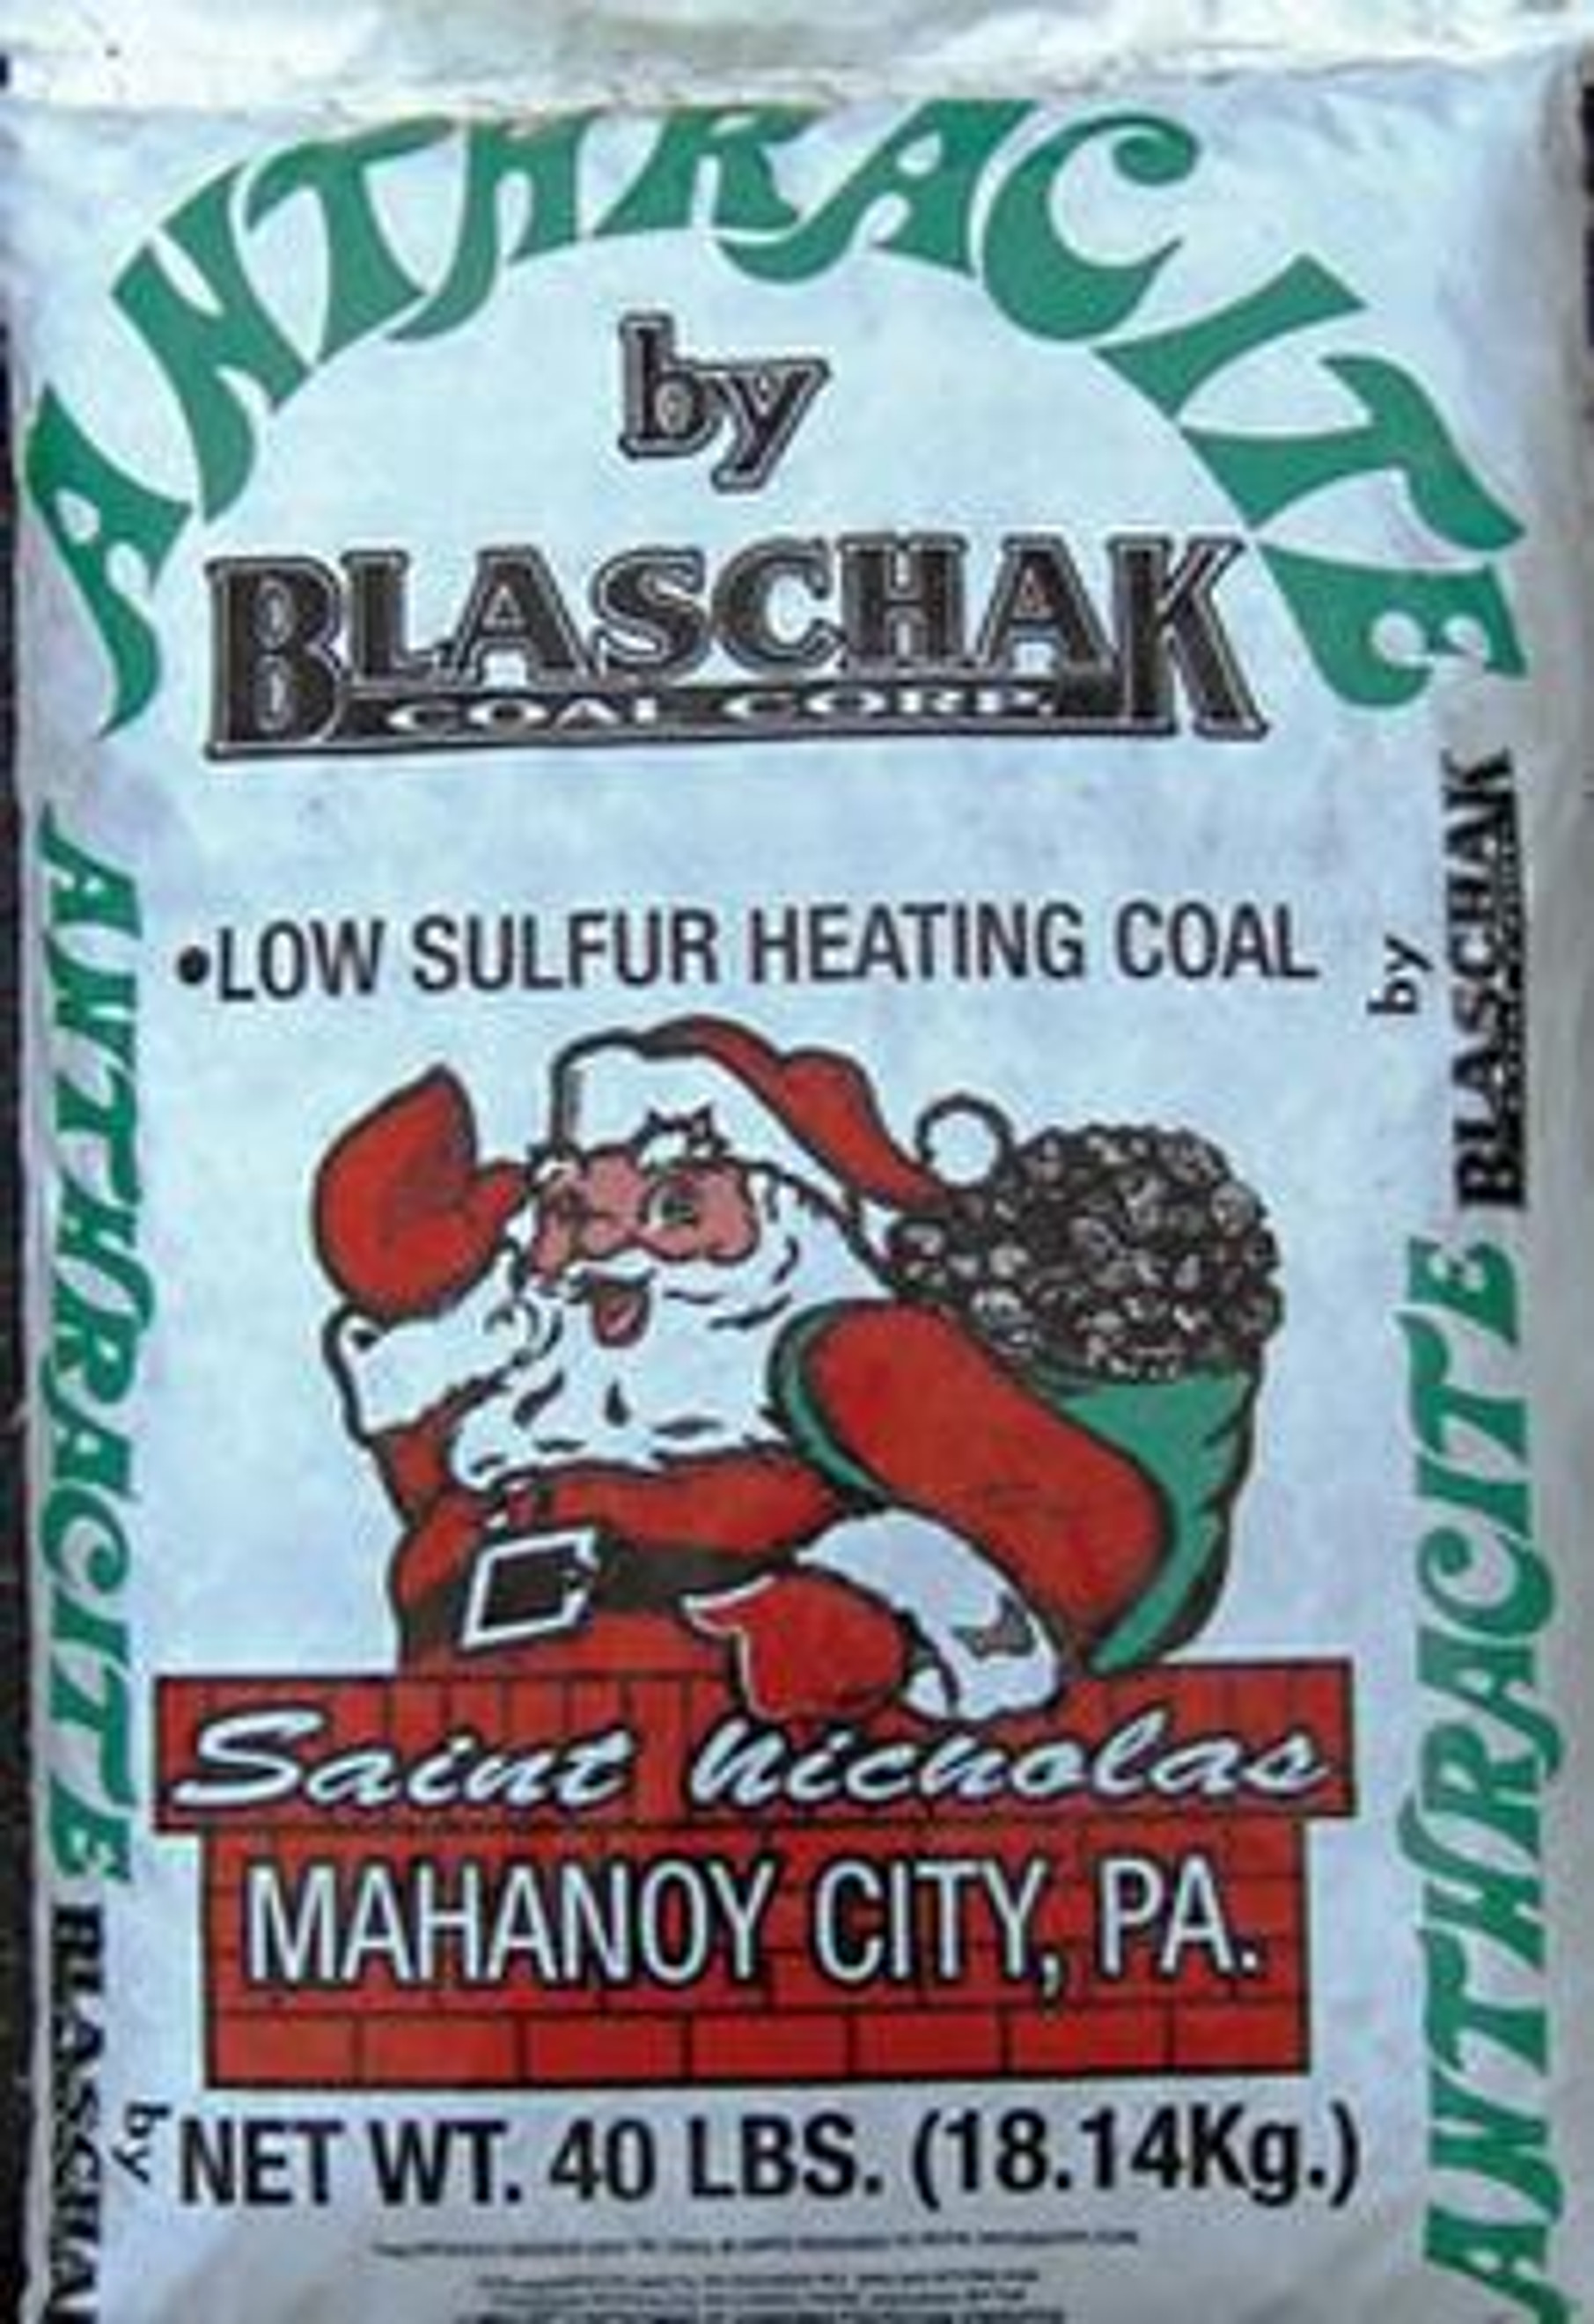 ANTHRACITE
by
BLASCHAK
COAL CORP.
•LOW SULFUR HEATING COAL
Saint Nicholas
MAHANOY CITY, PA.
NET WT. 40 LBS. (18.14Kg.)
ANTHRACITE
by
BLASCHAK
ANTHRACITE
by
BLASCHAK